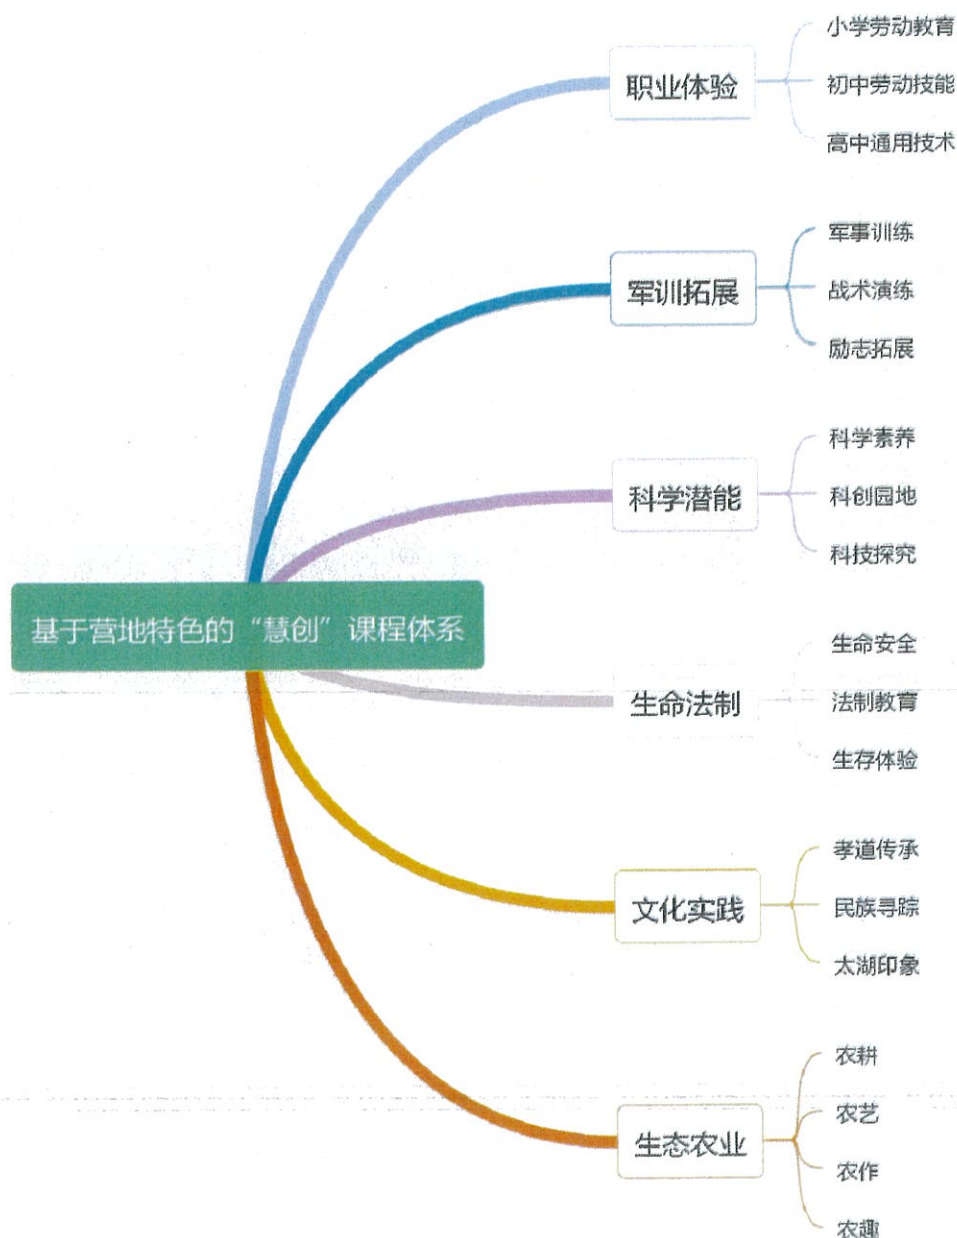 基于营地特色的“慧创”课程体系
职业体验
小学劳动教育
初中劳动技能
高中通用技术
军训拓展
军事训练
战术演练
励志拓展
科学潜能
科学素养
科创园地
科技探究
生命法制
生命安全
法制教育
生存体验
文化实践
孝道传承
民族寻踪
太湖印象
生态农业
农耕
农艺
农作
农趣